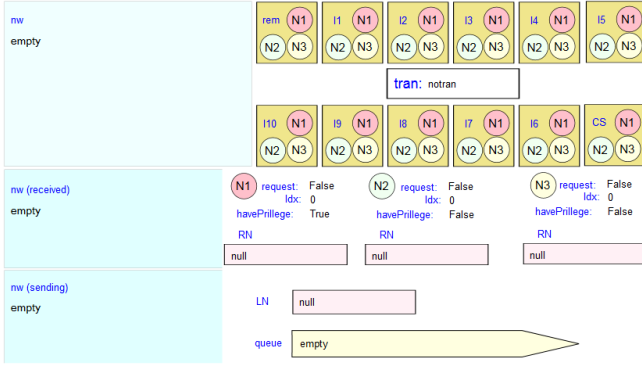 nw
empty
rem N1 N2 N3
l1 N1 N2 N3
l2 N1 N2 N3
l3 N1 N2 N3
l4 N1 N2 N3
l5 N1 N2 N3
tran: notran
l10 N1 N2 N3
l9 N1 N2 N3
l8 N1 N2 N3
l7 N1 N2 N3
l6 N1 N2 N3
CS N1 N2 N3
nw (received)
empty
N1 request: False
Idx: 0
havePrillege: True
RN
null
N2 request: False
Idx: 0
havePrillege: False
RN
null
N3 request: False
Idx: 0
havePrillege: False
RN
null
nw (sending)
empty
LN null
queue empty